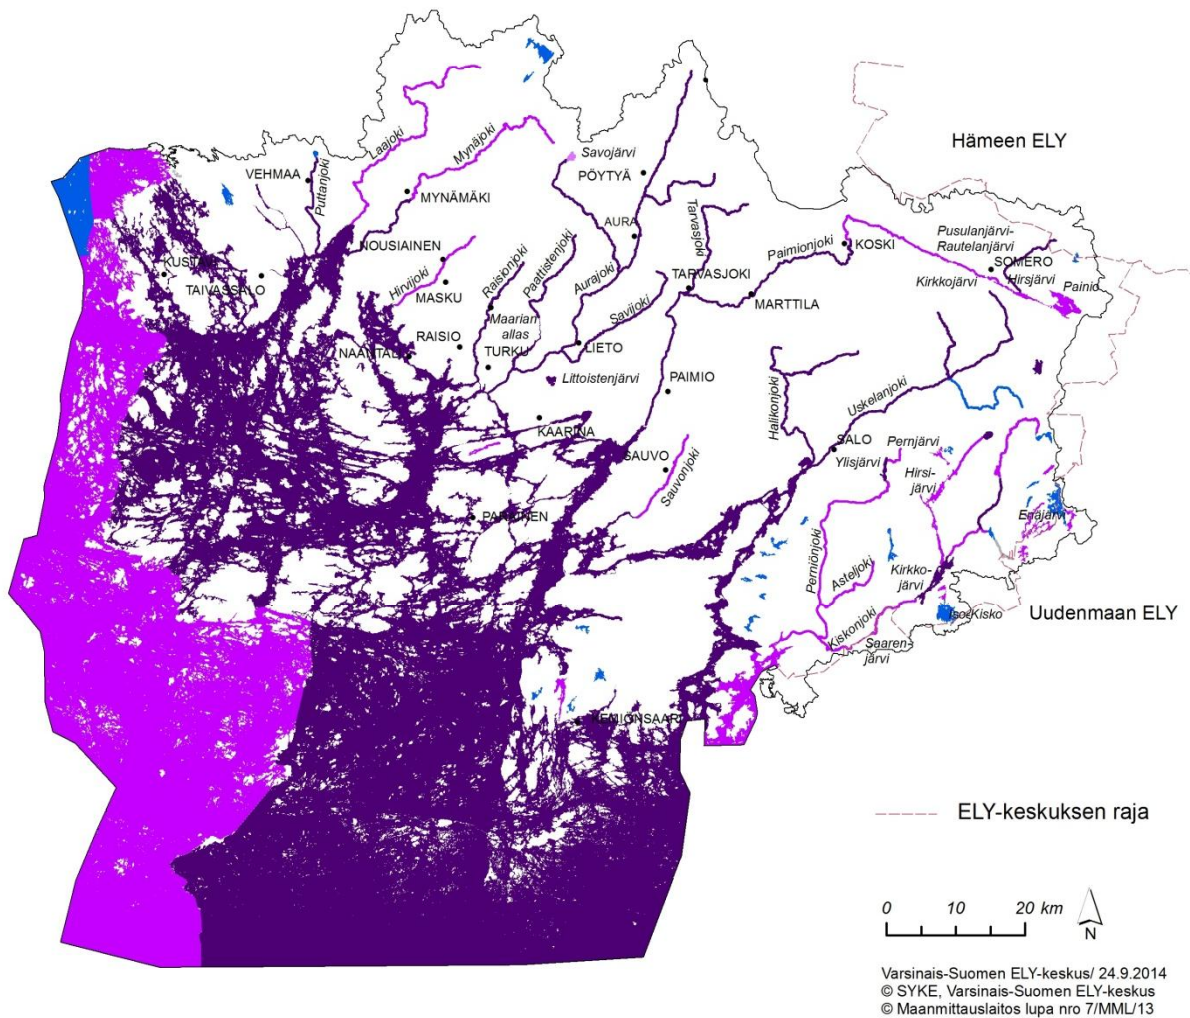 Hämeen ELY
Laajoki
Mynäjoki
Savojärvi
VEHMAA
Puttanjoki
PÖYTYÄ
MYNÄMÄKI
AURA
Tarvasjoki
NOUSIAINEN
Paimionjoki
KOSKI
Pusulanjärvi-
Rautelanjärvi
SOMERO
Kirkkojärvi
Hirsjärvi
Painio
TAIVASSALO
Hirvijoki
MASKU
Raisionjoki
Paattistenjoki
Aurajoki
TARVASJOKI
MARTTILA
Savijoki
Maarian
allas
RAISIO
NAANTALI
TURKU
LIETO
Littoistenjärvi
PAIMIO
Halikonjoki
Uskelanjoki
KAARINA
SAUVO
Sauvonjoki
SALO
Ylisjärvi
Pernjärvi
Hirsi-
järvi
PARAINEN
Enäjärvi
Perniönjoki
Asteljoki
Kirkko-
järvi
Kiskonjoki
Iso-Kisko
Saaren-
järvi
Uudenmaan ELY
KEMIÖNSAARI
ELY-keskuksen raja
0 10 20 km
N
Varsinais-Suomen ELY-keskus/ 24.9.2014
© SYKE, Varsinais-Suomen ELY-keskus
© Maanmittauslaitos lupa nro 7/MML/13